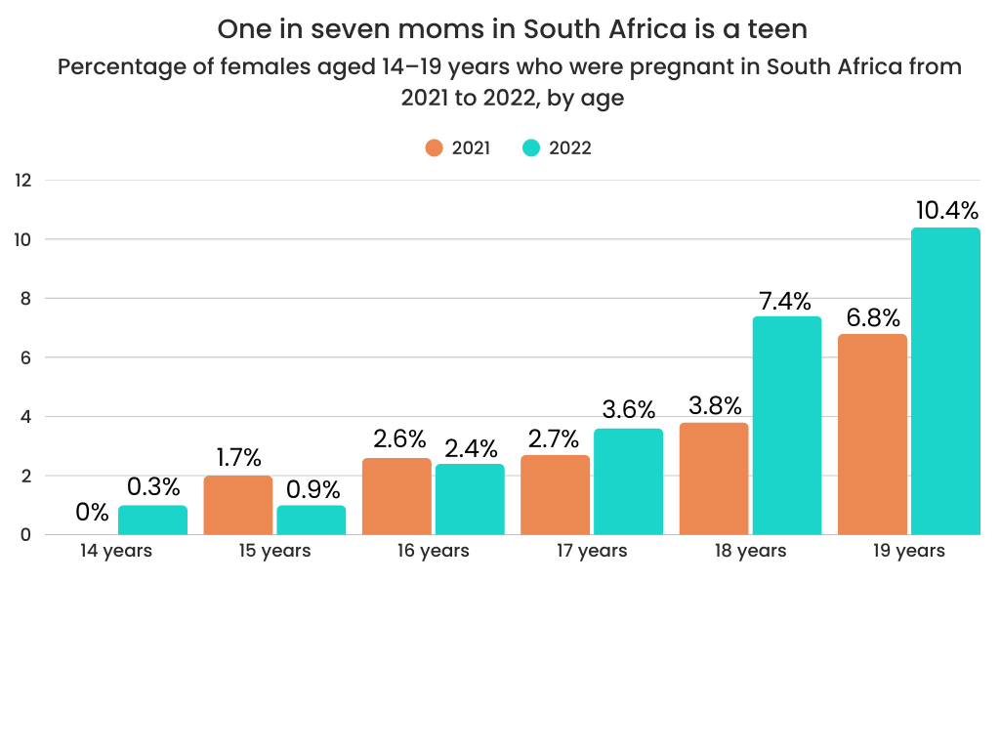 One in seven moms in South Africa is a teen
Percentage of females aged 14–19 years who were pregnant in South Africa from
2021 to 2022, by age
2021 2022
12
10
8
6
4
2
0
0% 0.3% 1.7% 0.9% 2.6% 2.4% 2.7% 3.6% 3.8% 7.4% 6.8% 10.4%
14 years 15 years 16 years 17 years 18 years 19 years